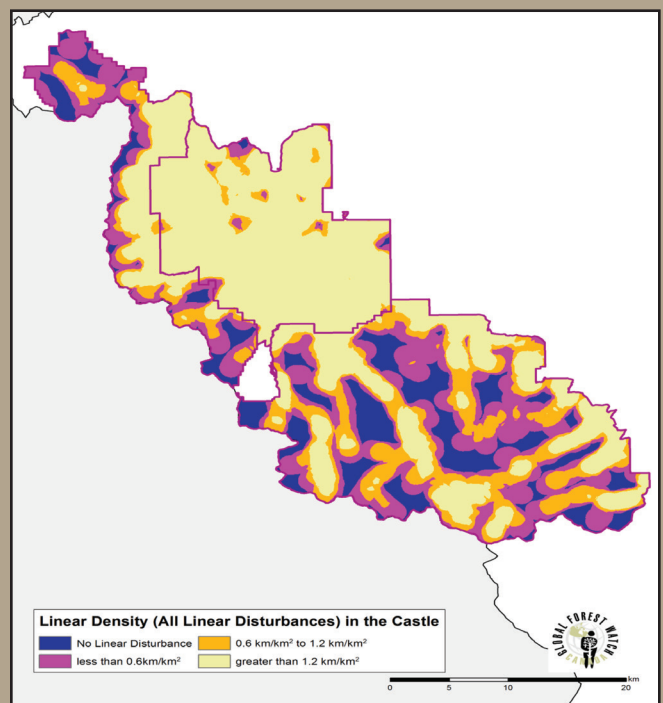 Linear Density (All Linear Disturbances) in the Castle
No Linear Disturbance
0.6 km/km² to 1.2 km/km²
less than 0.6km/km²
greater than 1.2 km/km²
GLOBAL FOREST WATCH
CANADA
km
0 5 10 20